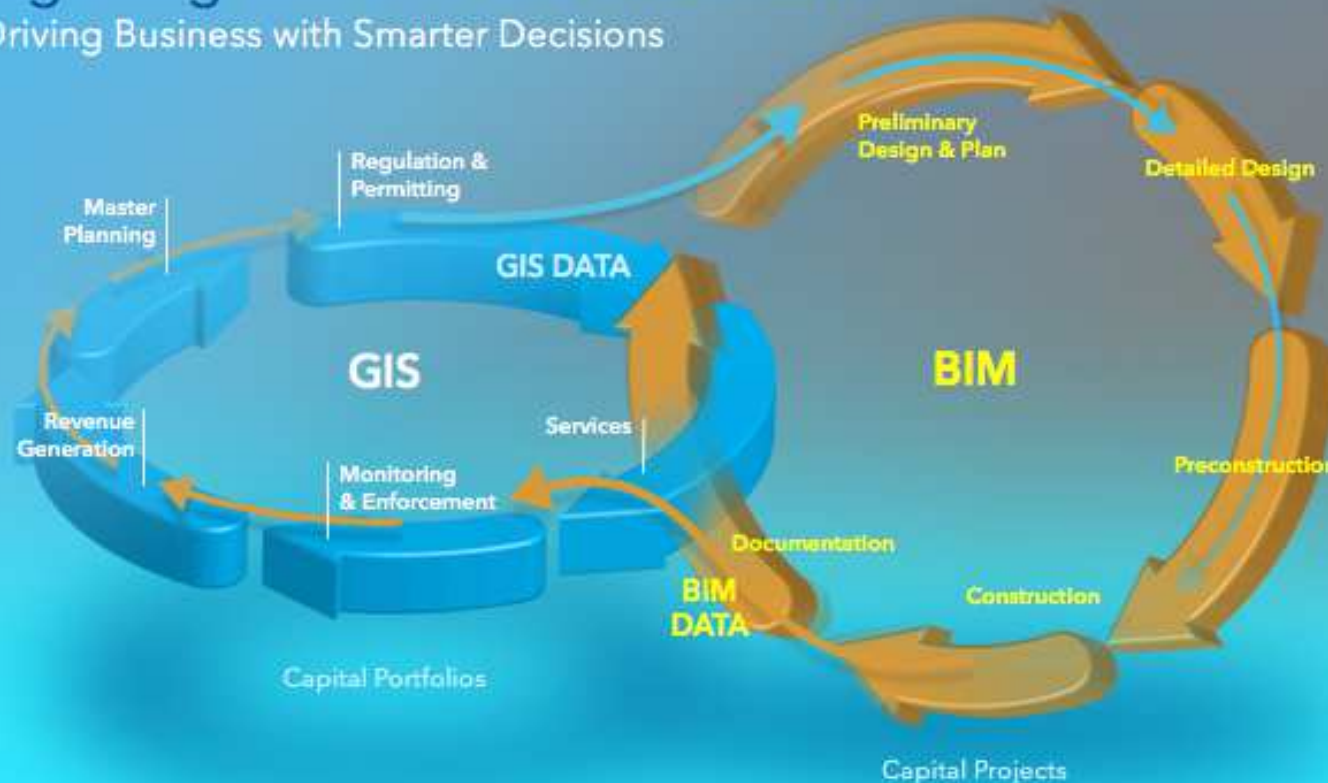 Driving Business with Smarter Decisions
Preliminary
Design & Plan
Detailed Design
Regulation &
Permitting
Master
Planning
GIS DATA
GIS
BIM
Revenue
Generation
Services
Monitoring
& Enforcement
Preconstruction
Documentation
BIM
DATA
Construction
Capital Portfolios
Capital Projects